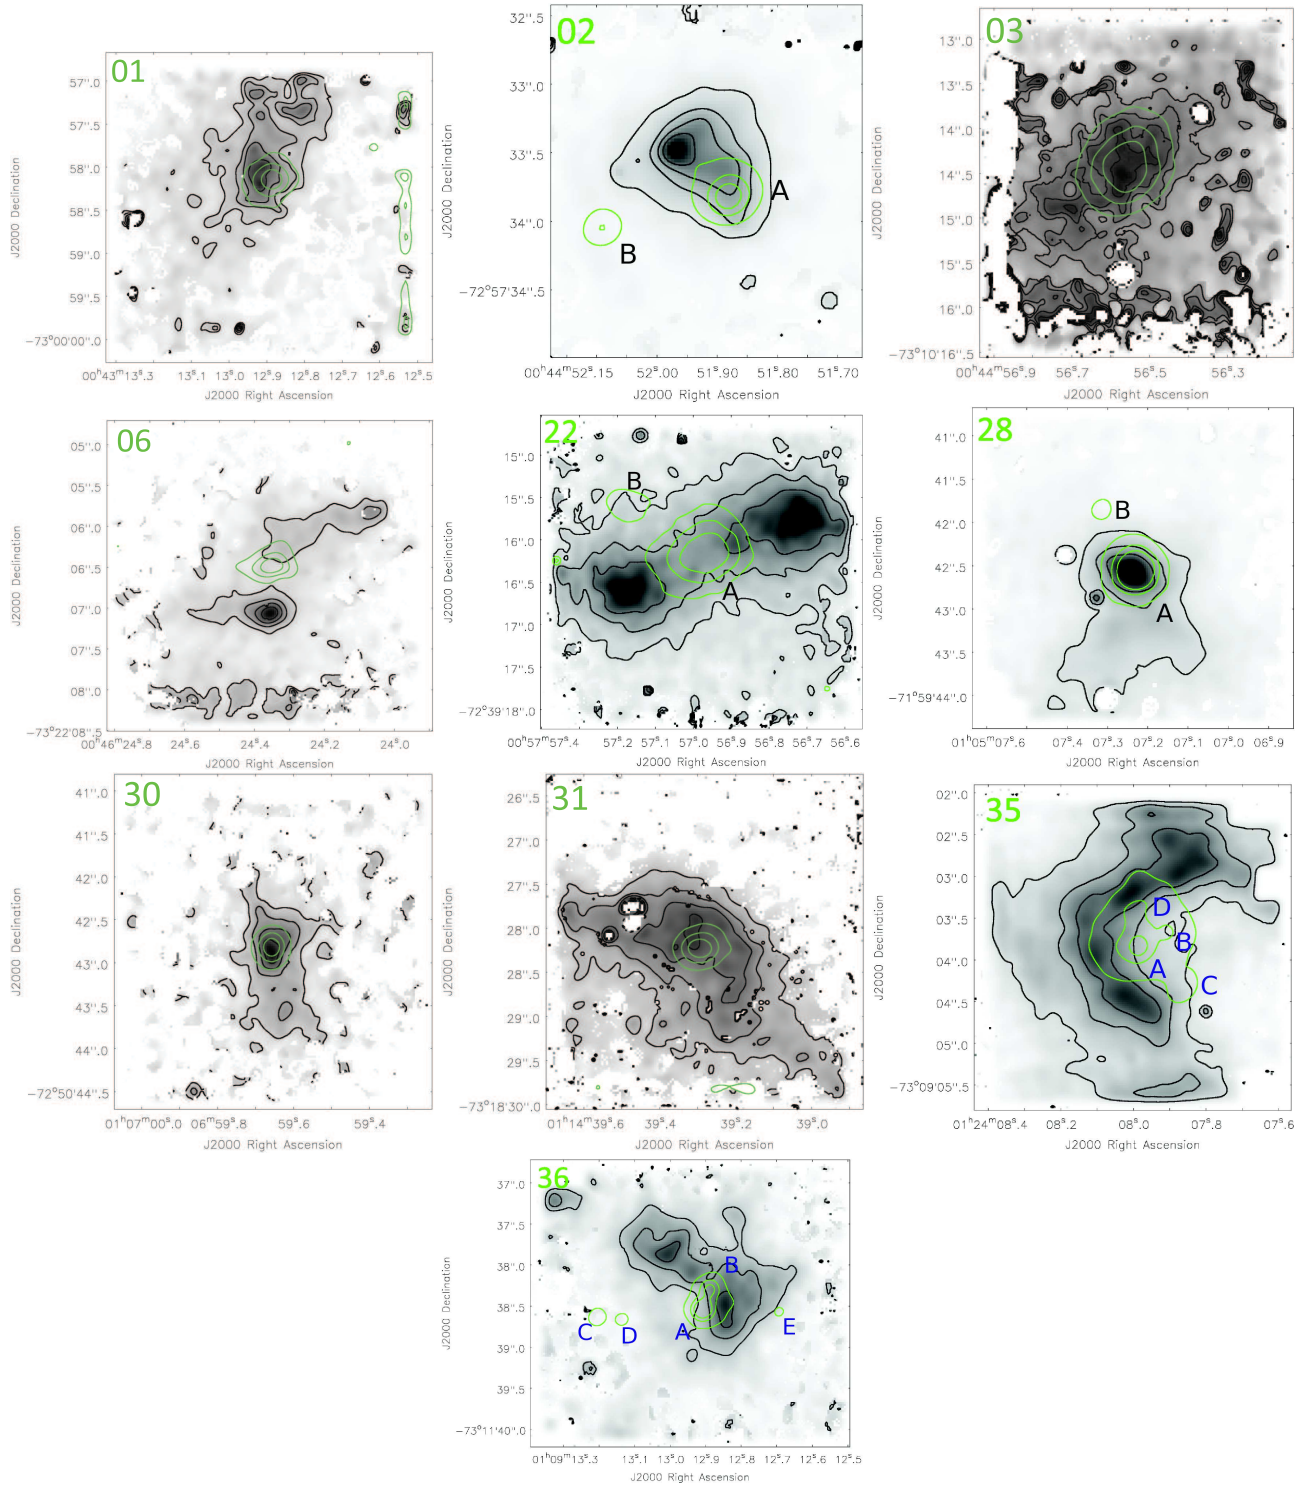 01
57".0
57".5
58".0
58".5
59".0
59".5
−73°00'00".0
00ʰ43ᵐ13ˢ.3
13ˢ.1
13ˢ.0
12ˢ.9
12ˢ.8
12ˢ.7
12ˢ.6
12ˢ.5
J2000 Right Ascension
J2000 Declination
02
32".5
33".0
33".5
34".0
−72°57'34".5
A
B
00ʰ44ᵐ52ˢ.15
52ˢ.00
51ˢ.90
51ˢ.80
51ˢ.70
J2000 Right Ascension
J2000 Declination
03
13".0
13".5
14".0
14".5
15".0
15".5
16".0
−73°10'16".5
00ʰ44ᵐ56ˢ.9
56ˢ.7
56ˢ.5
56ˢ.3
J2000 Right Ascension
J2000 Declination
06
05".0
05".5
06".0
06".5
07".0
07".5
08".0
−73°22'08".5
00ʰ46ᵐ24ˢ.8
24ˢ.6
24ˢ.4
24ˢ.2
24ˢ.0
J2000 Right Ascension
J2000 Declination
22
15".0
15".5
16".0
16".5
17".0
17".5
−72°39'18".0
B
A
00ʰ57ᵐ57ˢ.4
57ˢ.2
57ˢ.1
57ˢ.0
56ˢ.9
56ˢ.8
56ˢ.7
56ˢ.6
56ˢ.5
J2000 Right Ascension
J2000 Declination
28
41".0
41".5
42".0
42".5
43".0
43".5
−71°59'44".0
B
A
01ʰ05ᵐ07ˢ.6
07ˢ.4
07ˢ.3
07ˢ.2
07ˢ.1
07ˢ.0
06ˢ.9
J2000 Right Ascension
J2000 Declination
30
41".0
41".5
42".0
42".5
43".0
43".5
44".0
−72°50'44".5
01ʰ07ᵐ00ˢ.0
06ˢ59ˢ.8
59ˢ.6
59ˢ.4
J2000 Right Ascension
J2000 Declination
31
26".5
27".0
27".5
28".0
28".5
29".0
29".5
−73°18'30".0
01ʰ14ᵐ39ˢ.6
39ˢ.4
39ˢ.2
39ˢ.0
J2000 Right Ascension
J2000 Declination
35
02".0
02".5
03".0
03".5
04".0
04".5
05".0
−73°09'05".5
D
B
A
C
01ʰ24ᵐ08ˢ.4
08ˢ.2
08ˢ.0
07ˢ.8
07ˢ.6
J2000 Right Ascension
J2000 Declination
36
37".0
37".5
38".0
38".5
39".0
39".5
−73°11'40".0
B
C
D
A
E
01ʰ09ᵐ13ˢ.3
13ˢ.1
13ˢ.0
12ˢ.9
12ˢ.8
12ˢ.7
12ˢ.6
12ˢ.5
J2000 Right Ascension
J2000 Declination